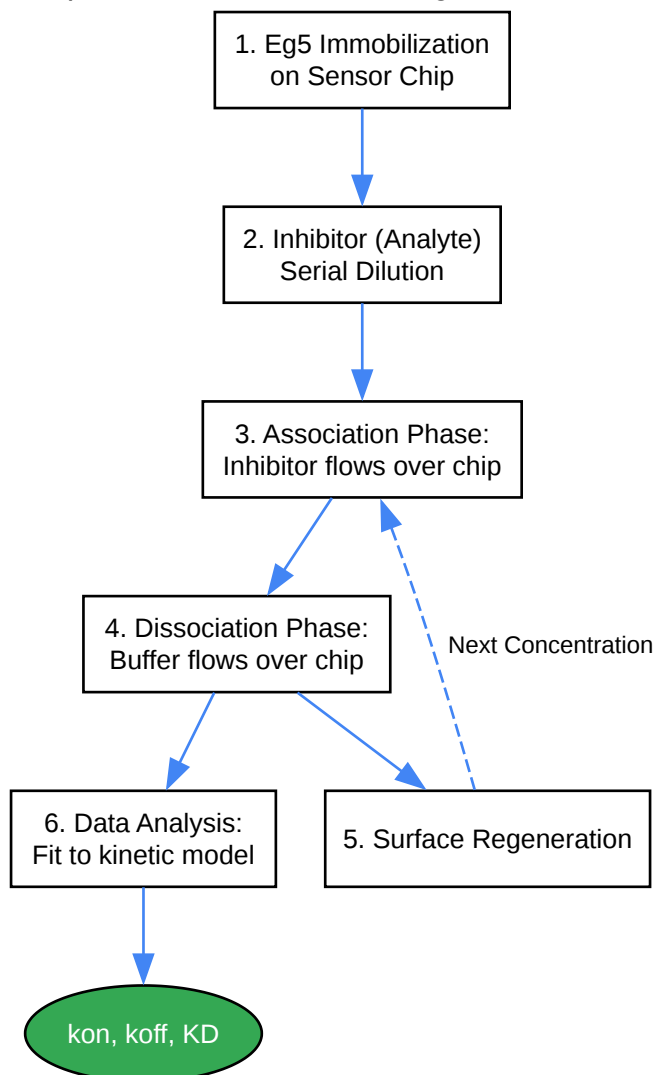 1. Eg5 Immobilization
on Sensor Chip
2. Inhibitor (Analyte)
Serial Dilution
3. Association Phase:
Inhibitor flows over chip
4. Dissociation Phase:
Buffer flows over chip
Next Concentration
6. Data Analysis:
Fit to kinetic model
5. Surface Regeneration
kon, koff, KD